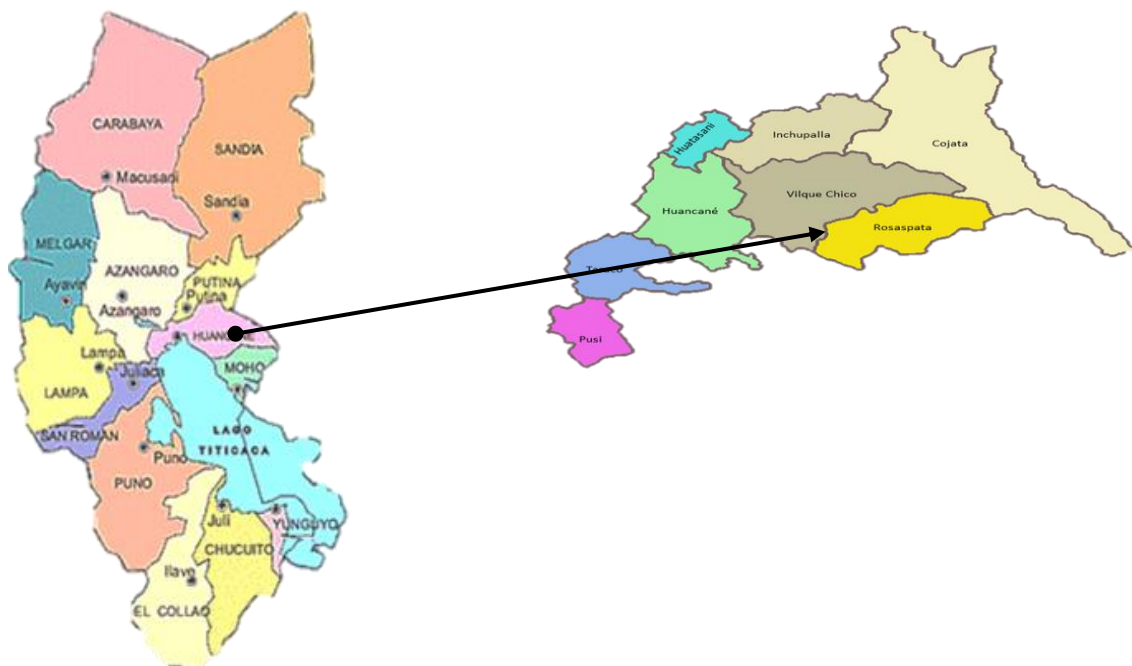 CARABAYA
Macusani
SANDIA
Sandia
MELGAR
Ayaviri
AZANGARO
Azangaro
PUTINA
Putina
Lampa
LAMPA
Juliaca
MOHO
SAN ROMAN
LAGO
TITICACA
Puno
PUNO
Juli
YUNGUYO
CHUCUITO
Ilave
EL COLLAO
Huatasani
Inchupalla
Cojata
Huancané
Vilque Chico
Rosaspata
Pusi